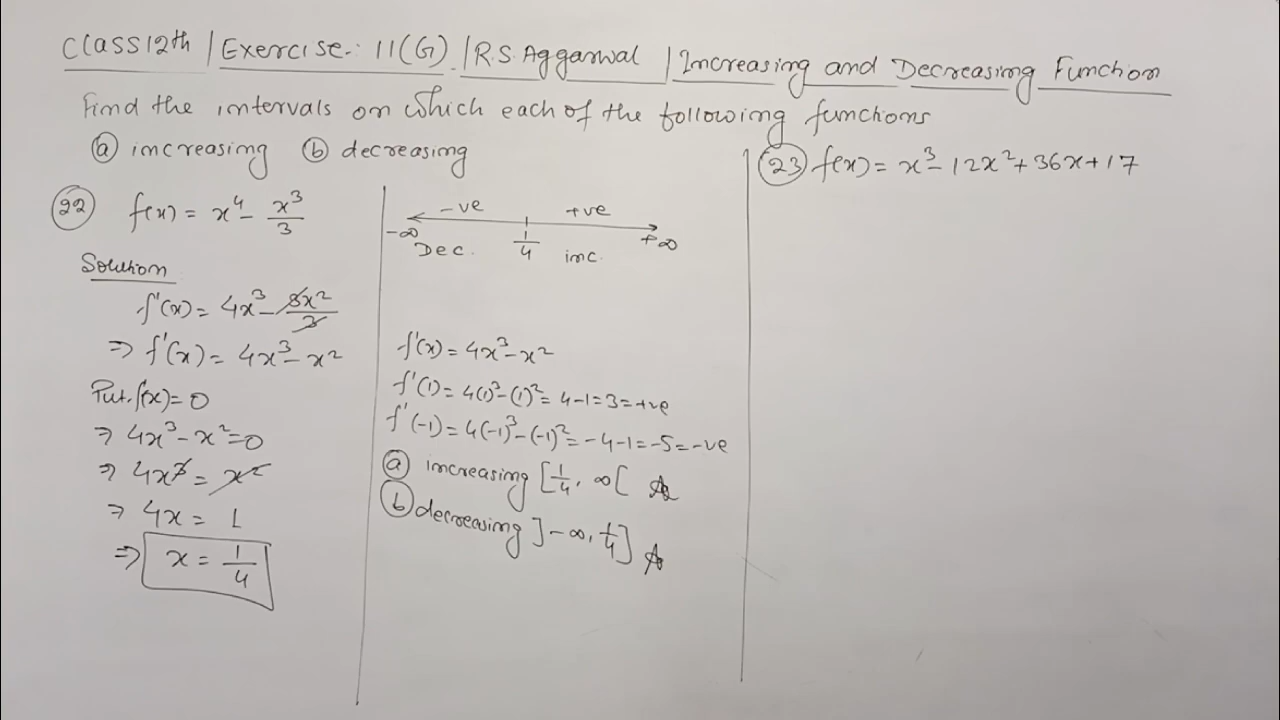 Class 12th / Exercise-: 11(G) / R.S. Aggarwal / Increasing and Decreasing Function
Find the intervals on which each of the following functions
(a) increasing (b) decreasing
(22) f(x) = x⁴ - x³/3
Solution
f'(x) = 4x³ - 3x²/3
⇒ f'(x) = 4x³ - x²
Put f(x) = 0
⇒ 4x³ - x² = 0
⇒ 4x³ = x²
⇒ 4x = 1
⇒ x = 1/4
-ve +ve
-∞ 1/4 +∞
Dec. inc.
f'(x) = 4x³ - x²
f'(1) = 4(1)³ - (1)² = 4 - 1 = 3 = +ve
f'(-1) = 4(-1)³ - (-1)² = -4 - 1 = -5 = -ve
(a) increasing [1/4, ∞[
(b) decreasing ]-∞, 1/4]
(23) f(x) = x³ - 12x² + 36x + 17